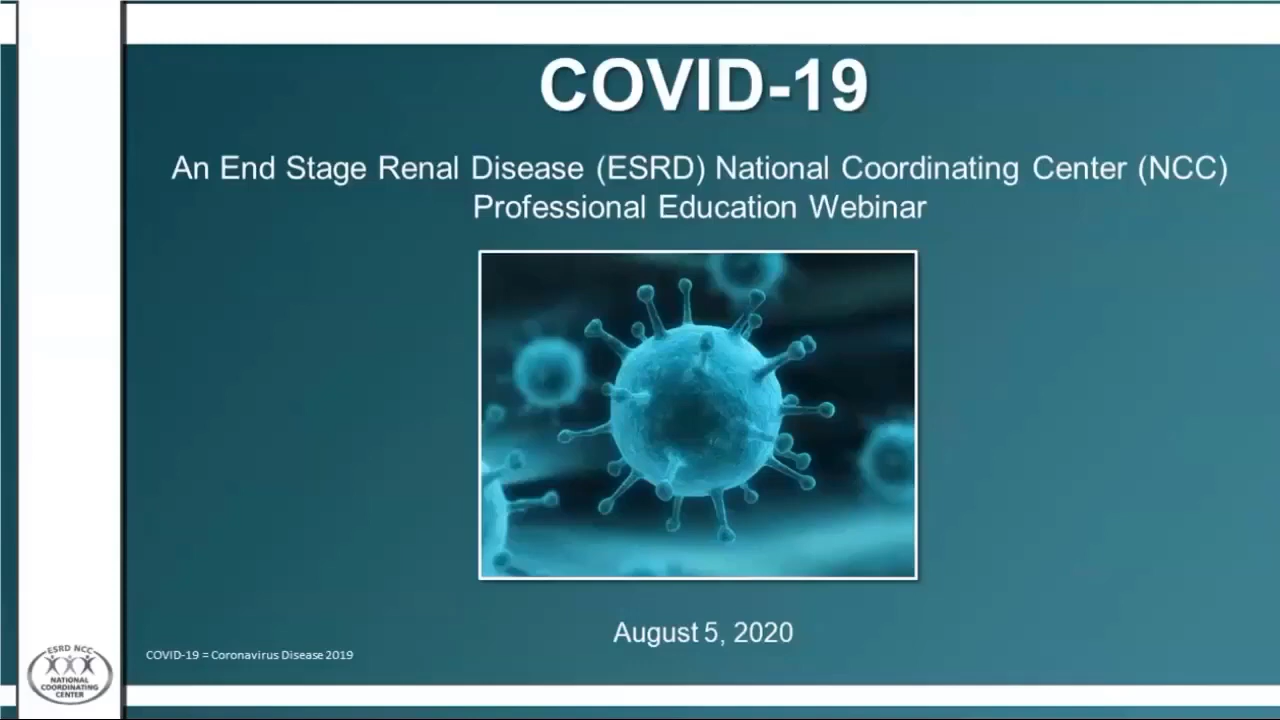 COVID-19
An End Stage Renal Disease (ESRD) National Coordinating Center (NCC)
Professional Education Webinar
August 5, 2020
COVID-19 = Coronavirus Disease 2019
ESRD NCC
NATIONAL
COORDINATING
CENTER